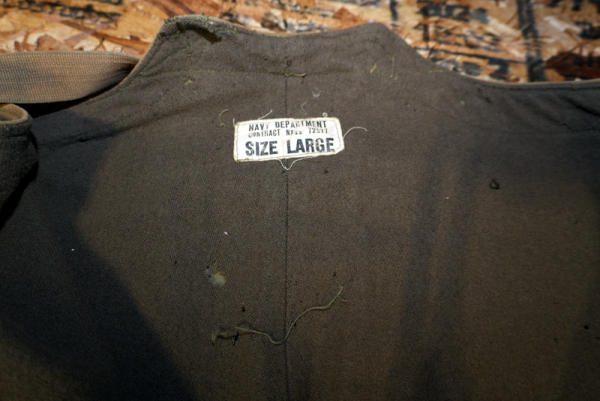 NAVY DEPARTMENT
CONTRACT
SIZE LARGE